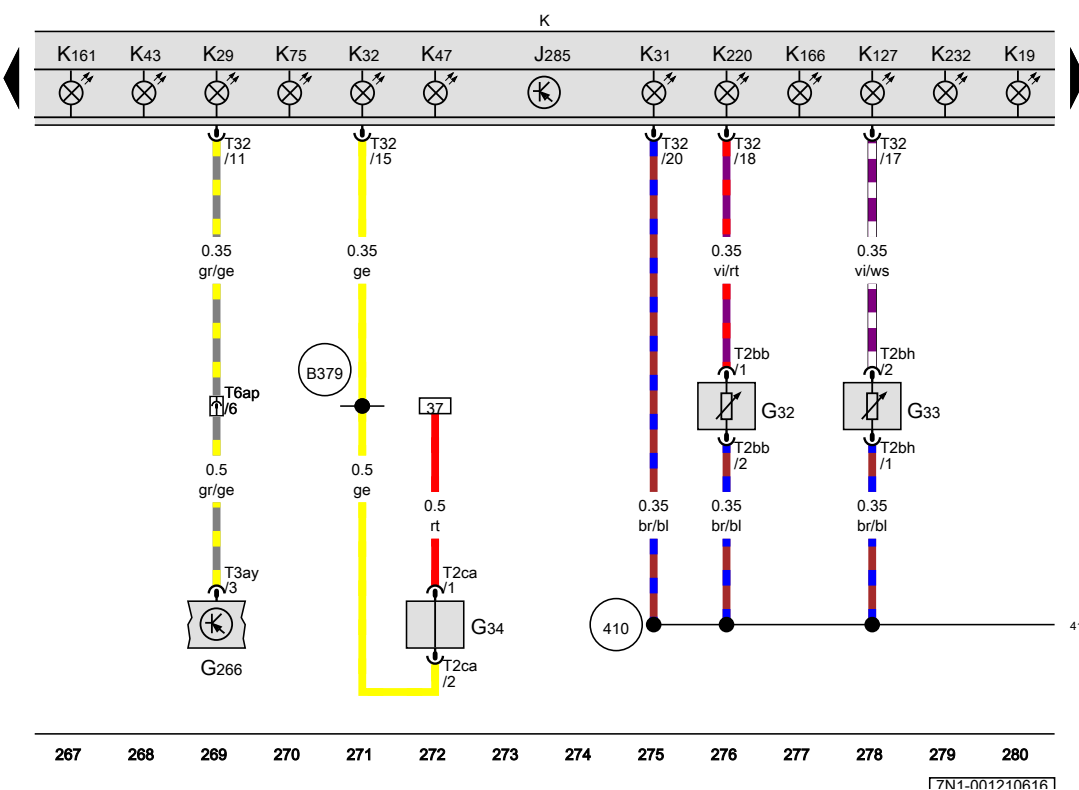 K
K161 K43 K29 K75 K32 K47 J285 K31 K220 K166 K127 K232 K19
T32 T32 T32 T32 T32
/11 /15 /20 /18 /17
0.35 0.35 0.35 0.35
gr/ge ge vi/rt vi/ws
T2bb T2bh
/1 /2
B379
T6ap
/6
37
G32 G33
T2bb T2bh
/2 /1
0.5 0.5
gr/ge ge
0.5 0.35 0.35 0.35
rt br/bl br/bl br/bl
T3ay T2ca
/3 /1
410
G34
41
G266
T2ca
/2
267 268 269 270 271 272 273 274 275 276 277 278 279 280
7N1-001210616